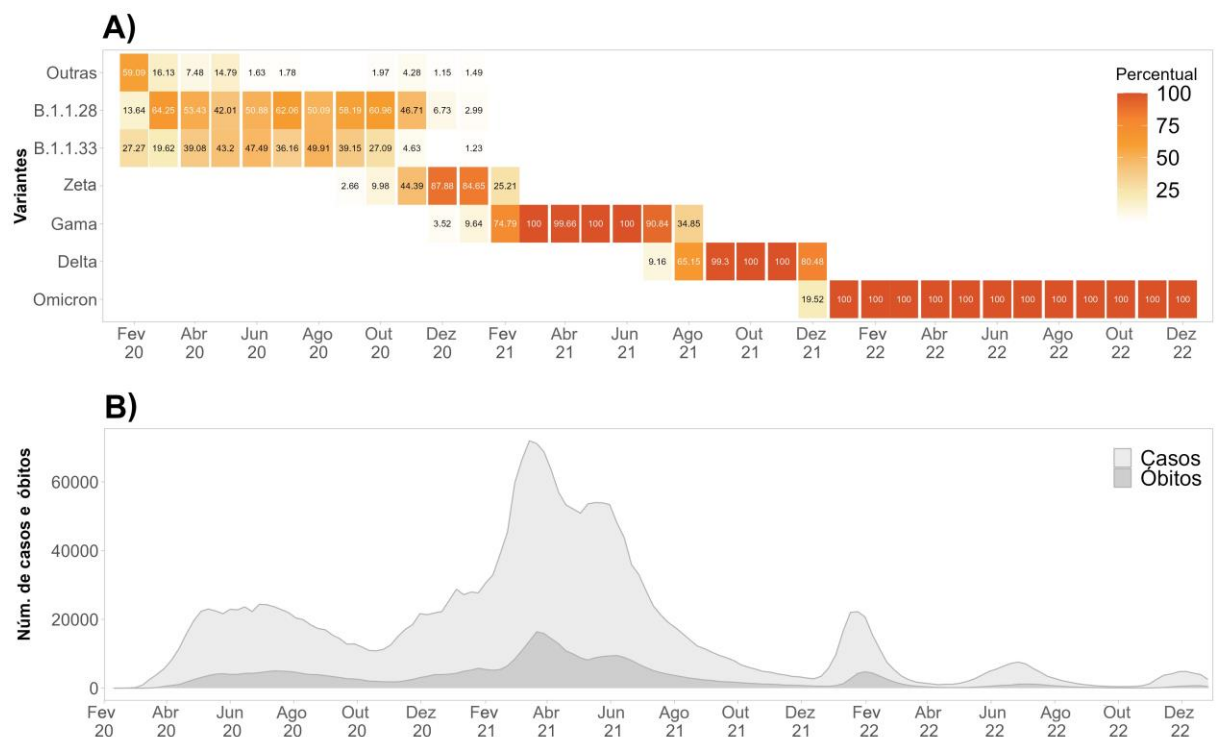 A)
Outras 59.09 16.13 7.48 14.79 1.63 1.78 1.97 4.28 1.15 1.49
B.1.1.28 13.64 64.25 53.43 42.01 50.88 62.06 50.09 58.19 60.96 46.71 6.73 2.99
B.1.1.33 27.27 19.62 39.08 43.2 47.49 36.16 49.91 39.15 27.09 4.63 1.23
Zeta 2.66 9.98 44.39 87.88 84.65 25.21
Gama 3.52 9.64 74.79 100 99.66 100 100 90.84 34.85
Delta 9.16 65.15 99.3 100 100 80.48
Omicron 19.52 100 100 100 100 100 100 100 100 100 100 100 100
Variantes
Percentual
100
75
50
25
Fev Abr Jun Ago Out Dez Fev Abr Jun Ago Out Dez Fev Abr Jun Ago Out Dez
20 20 20 20 20 20 21 21 21 21 21 21 22 22 22 22 22 22
B)
Núm. de casos e óbitos
60000
40000
20000
0
Casos
Óbitos
Fev Abr Jun Ago Out Dez Fev Abr Jun Ago Out Dez Fev Abr Jun Ago Out Dez
20 20 20 20 20 20 21 21 21 21 21 21 22 22 22 22 22 22